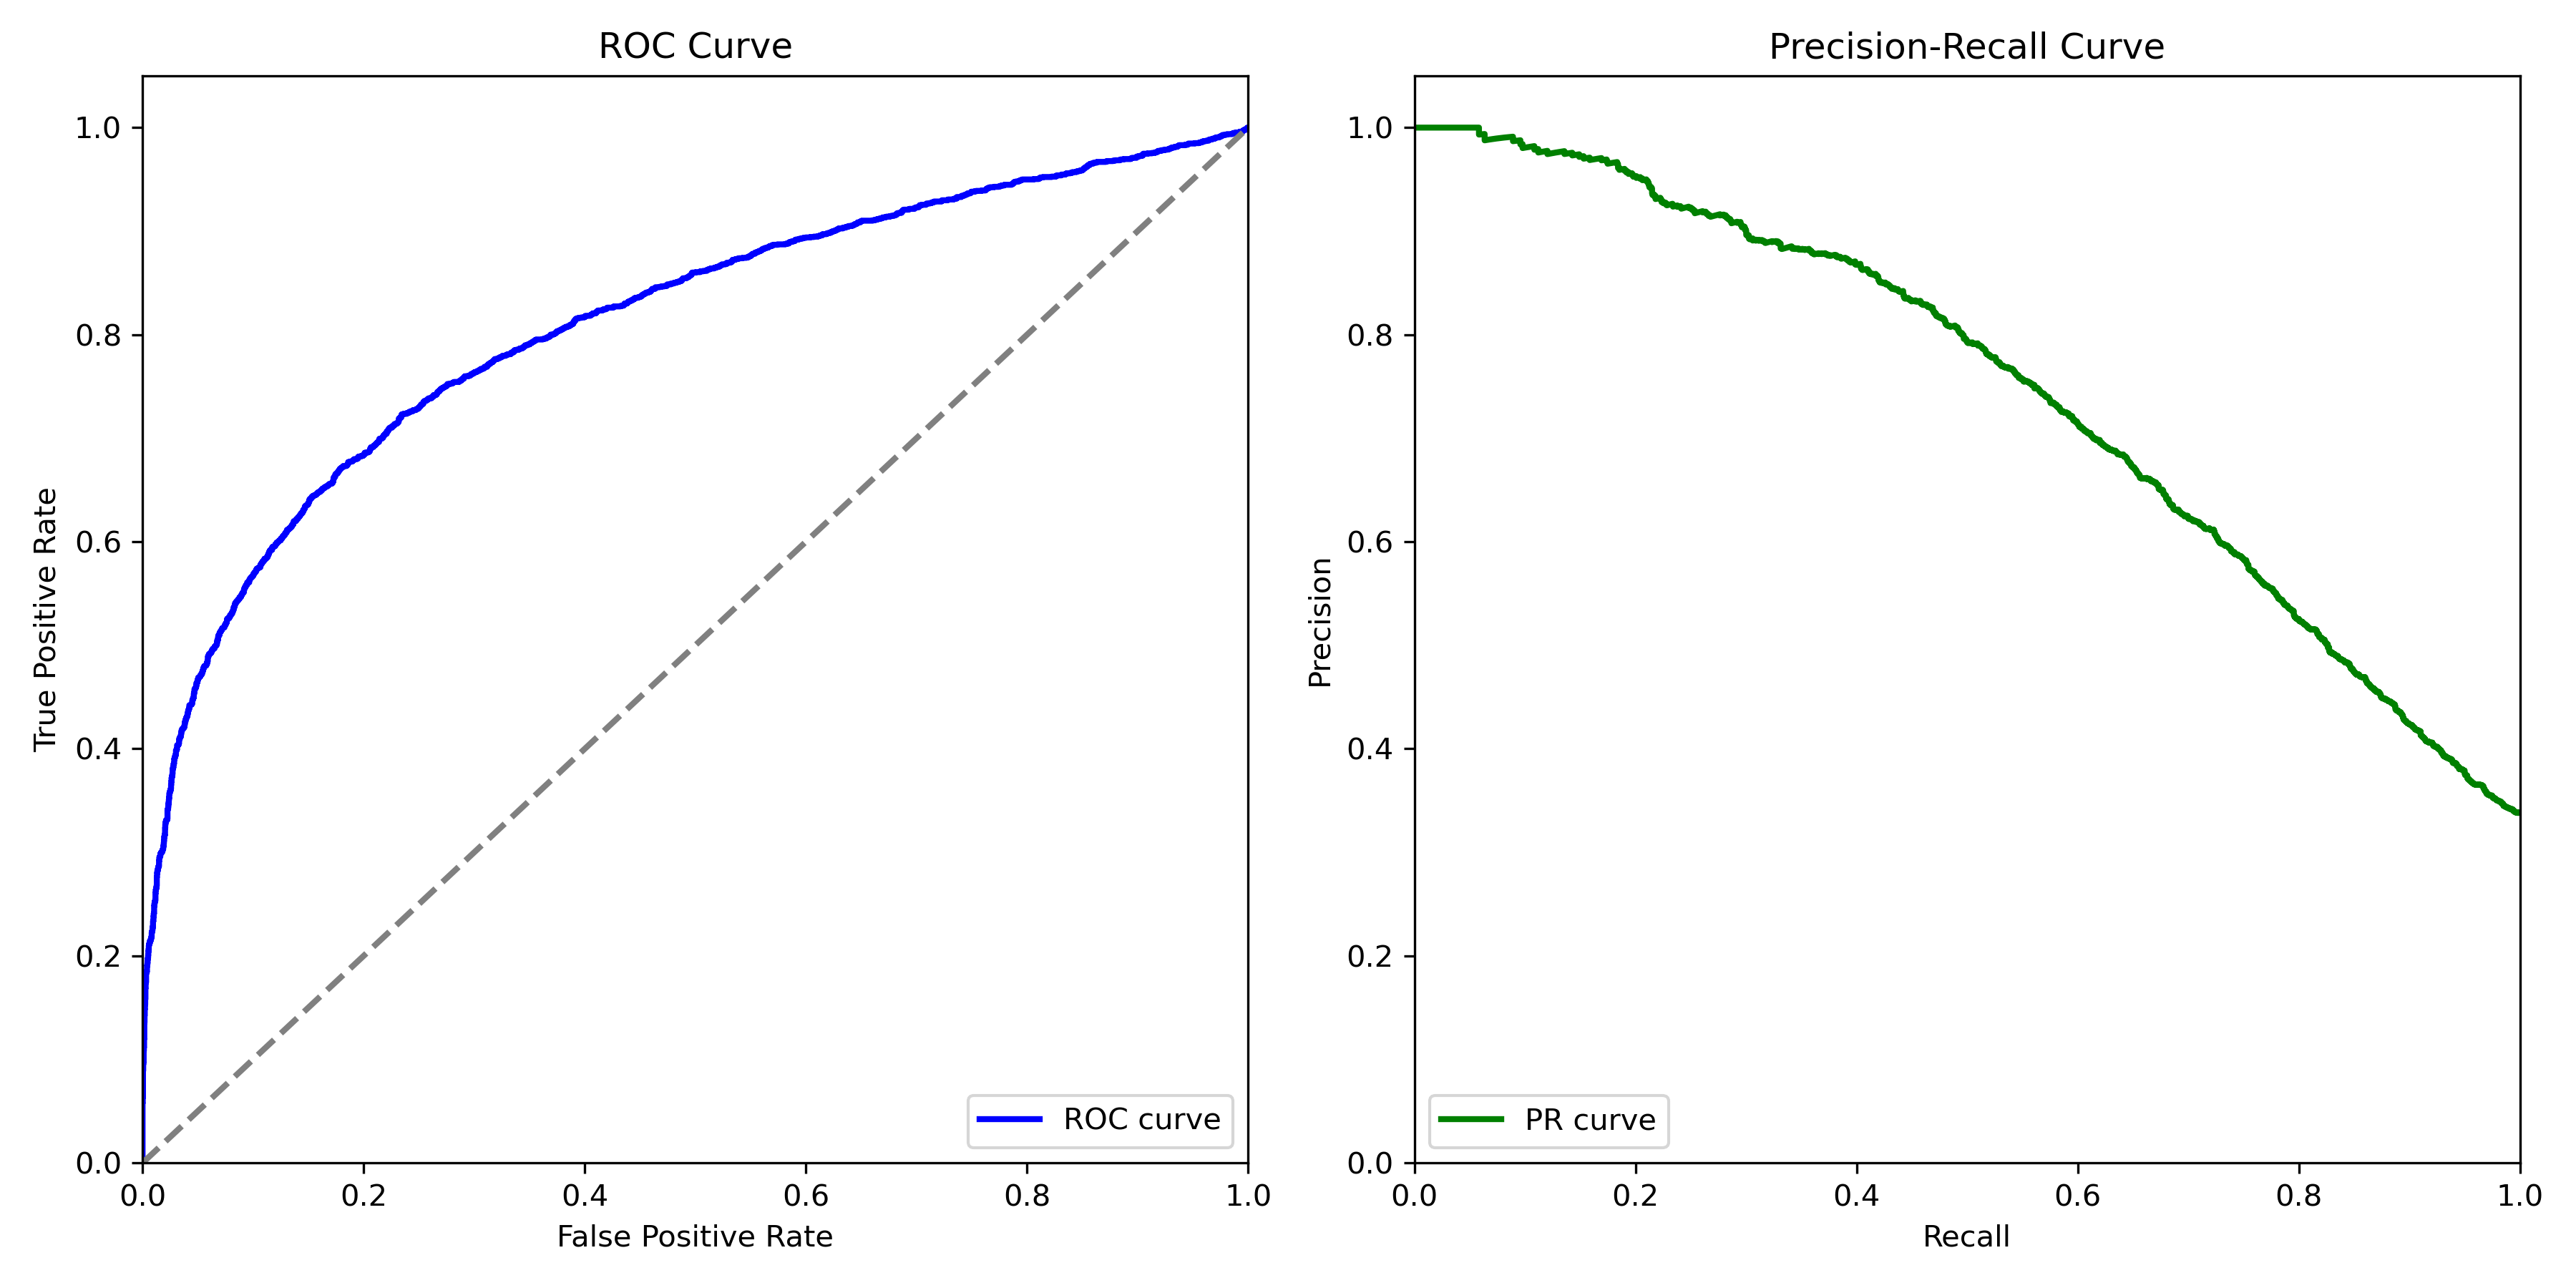 ROC Curve
1.0
0.8
0.6
0.4
0.2
0.0
True Positive Rate
0.0 0.2 0.4 0.6 0.8 1.0
False Positive Rate
ROC curve
Precision-Recall Curve
1.0
0.8
0.6
0.4
0.2
0.0
Precision
0.0 0.2 0.4 0.6 0.8 1.0
Recall
PR curve